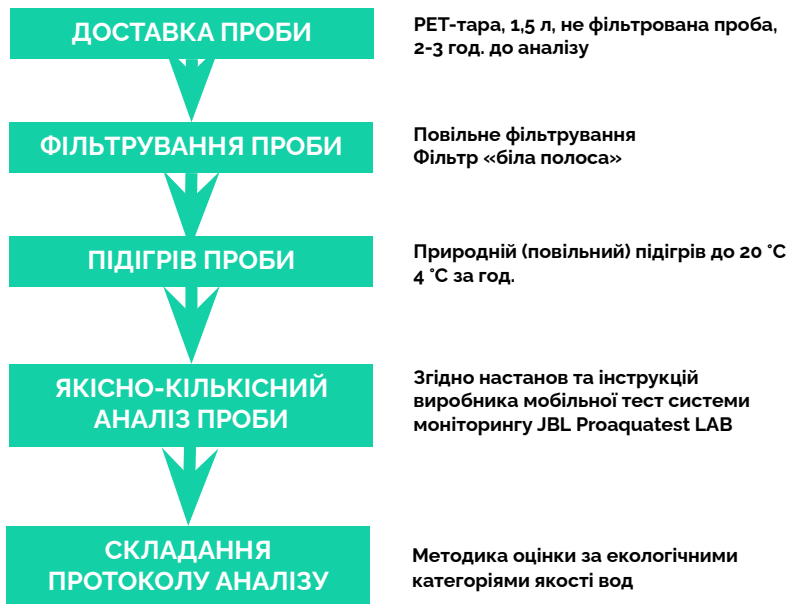 ДОСТАВКА ПРОБИ
РЕТ-тара, 1,5 л, не фільтрована проба,
2-3 год. до аналізу
ФІЛЬТРУВАННЯ ПРОБИ
Повільне фільтрування
Фільтр «біла полоса»
ПІДІГРІВ ПРОБИ
Природній (повільний) підігрів до 20 °С
4 °С за год.
ЯКІСНО-КІЛЬКІСНИЙ
АНАЛІЗ ПРОБИ
Згідно настанов та інструкцій
виробника мобільної тест системи
моніторингу JBL Proaquatest LAB
СКЛАДАННЯ
ПРОТОКОЛУ АНАЛІЗУ
Методика оцінки за екологічними
категоріями якості вод